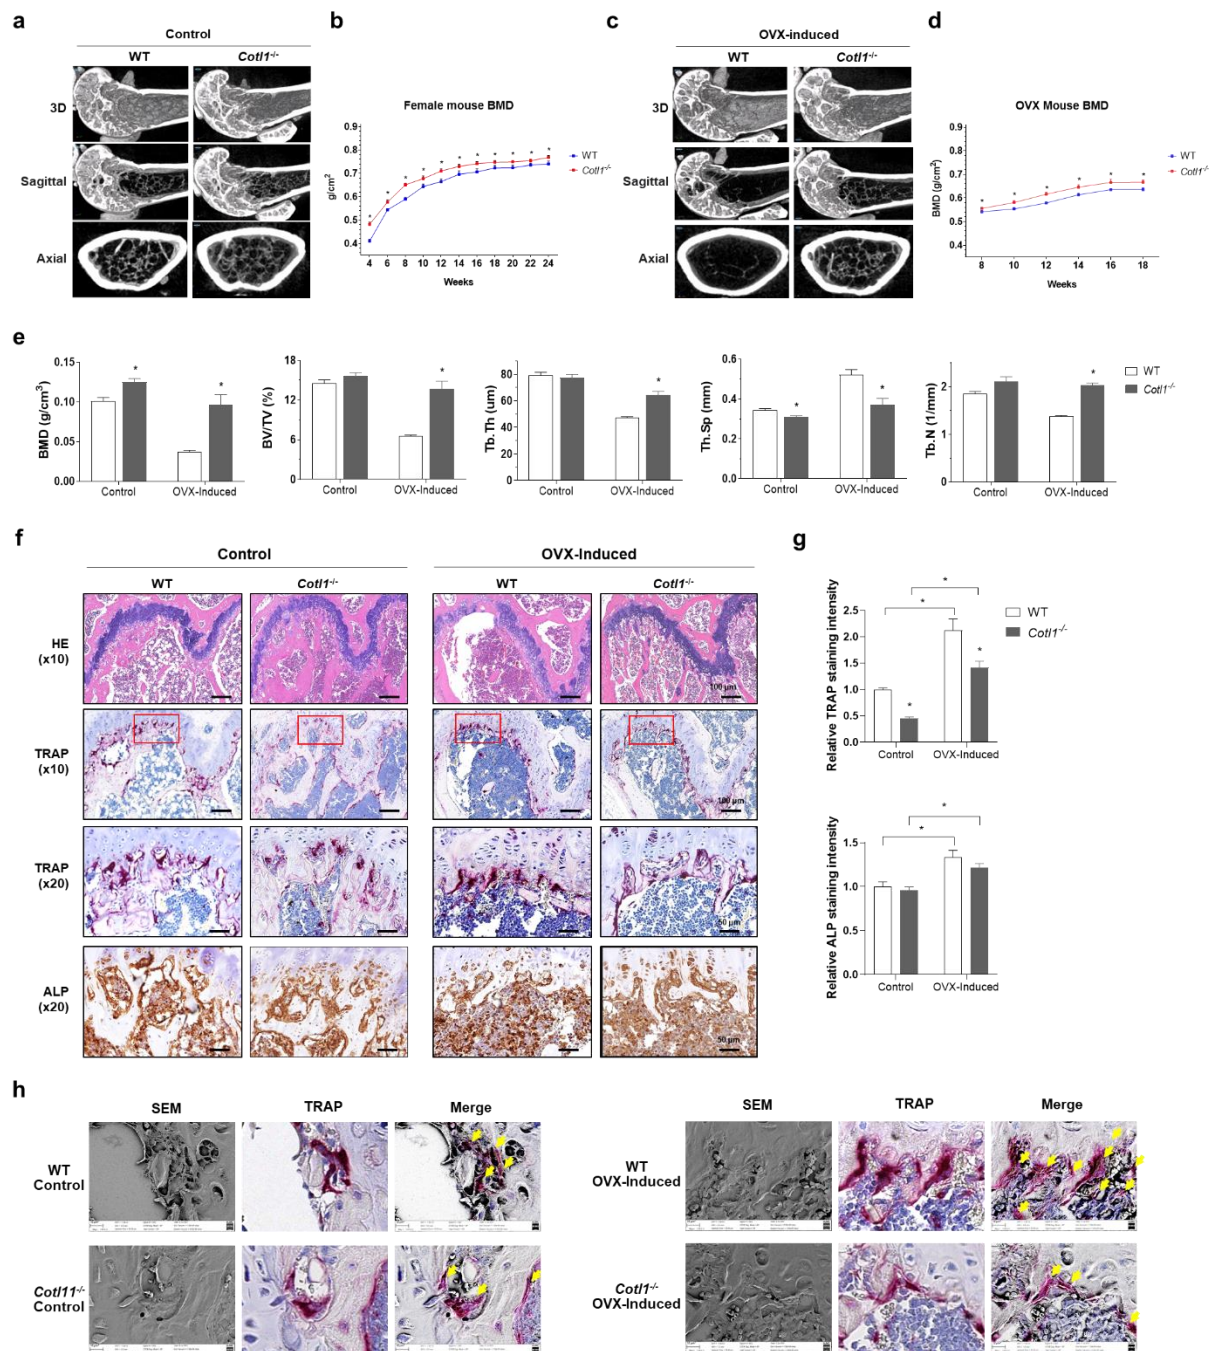 a
Control
WT
Cotl1-/-
3D
Sagittal
Axial
b
Female mouse BMD
g/cm2
0.9
0.8
0.7
0.6
0.5
0.4
* * * * * * * * * * *
4 6 8 10 12 14 16 18 20 22 24
Weeks
WT
Cotl1-/-
c
OVX-induced
WT
Cotl1-/-
3D
Sagittal
Axial
d
OVX Mouse BMD
BMD (g/cm2)
0.9
0.8
0.7
0.6
0.5
0.4
* * * * * *
8 10 12 14 16 18
Weeks
WT
Cotl1-/-
e
BMD (g/cm3)
0.15
0.10
0.05
0.00
* *
Control OVX-Induced
BV/TV (%)
18
12
6
0
*
Control OVX-Induced
Tb.Th (um)
100
80
60
40
20
0
*
Control OVX-Induced
Th.Sp (mm)
0.6
0.4
0.2
0.0
* *
Control OVX-Induced
Tb.N (1/mm)
2
1
0
*
Control OVX-Induced
WT
Cotl1-/-
f
Control
OVX-Induced
WT
Cotl1-/-
WT
Cotl1-/-
HE
(x10)
100 μm
TRAP
(x10)
100 μm
TRAP
(x20)
50 μm
ALP
(x20)
50 μm
g
Relative TRAP staining intensity
2.5
2.0
1.5
1.0
0.5
0
* * * *
Control OVX-Induced
WT
Cotl1-/-
Relative ALP staining intensity
1.5
1.0
0.5
0.0
* *
Control OVX-Induced
h
SEM
TRAP
Merge
WT
Control
Cotl11-/-
Control
SEM
TRAP
Merge
WT
OVX-Induced
Cotl1-/-
OVX-Induced